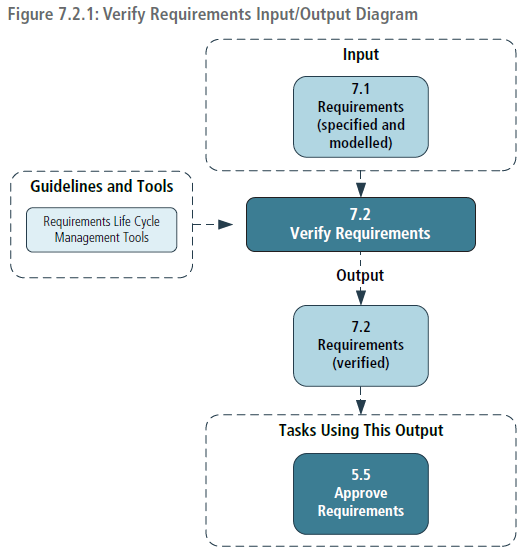 Figure 7.2.1: Verify Requirements Input/Output Diagram
Input
7.1
Requirements
(specified and
modelled)
Guidelines and Tools
Requirements Life Cycle
Management Tools
7.2
Verify Requirements
Output
7.2
Requirements
(verified)
Tasks Using This Output
5.5
Approve
Requirements